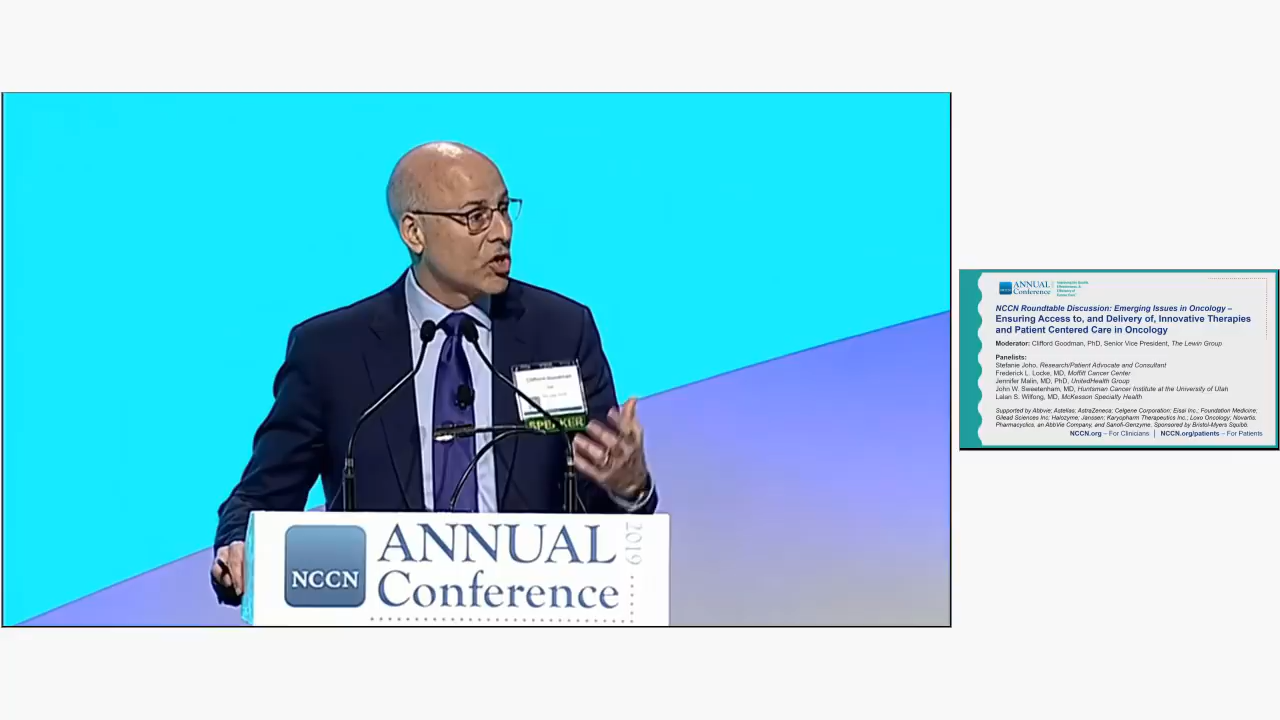 Clifford Goodman
SPEAKER
NCCN
ANNUAL
Conference
2019
ANNUAL
Conference
NCCN Roundtable Discussion: Emerging Issues in Oncology –
Ensuring Access to, and Delivery of, Innovative Therapies
and Patient Centered Care in Oncology
Moderator: Clifford Goodman, PhD, Senior Vice President, The Lewin Group
Panelists:
Stefanie Joho, Research/Patient Advocate and Consultant
Frederick L. Locke, MD, Moffitt Cancer Center
Jennifer Malin, MD, PhD, UnitedHealth Group
John W. Sweetenham, MD, Huntsman Cancer Institute at the University of Utah
Lalan S. Wilfong, MD, McKesson Specialty Health
Supported by Abbvie; Astellas; AstraZeneca; Celgene Corporation; Eisai Inc.; Foundation Medicine;
Gilead Sciences Inc; Halozyme; Janssen; Karyopharm Therapeutics Inc.; Loxo Oncology; Novartis;
Pharmacyclics, an AbbVie Company, and Sanofi-Genzyme. Sponsored by Bristol-Myers Squibb.
NCCN.org – For Clinicians | NCCN.org/patients – For Patients